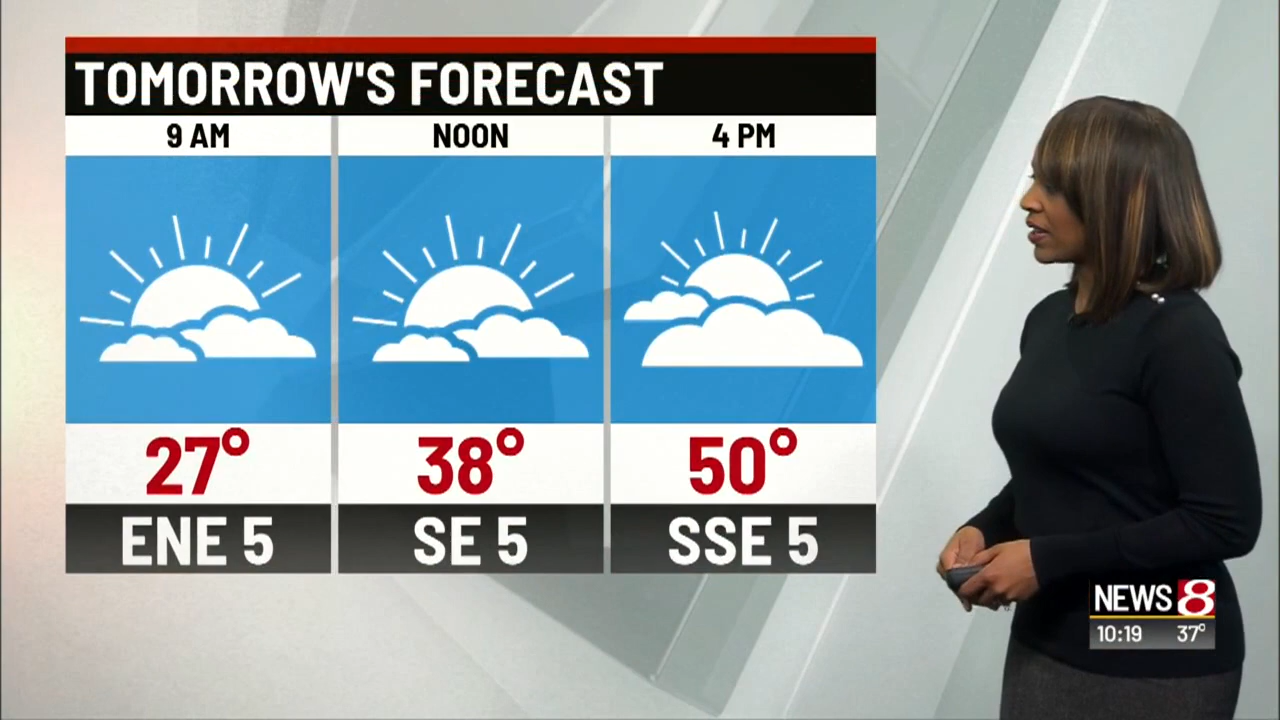 TOMORROW'S FORECAST
9 AM NOON 4 PM
27° 38° 50°
ENE 5 SE 5 SSE 5
NEWS 8
10:19 37°